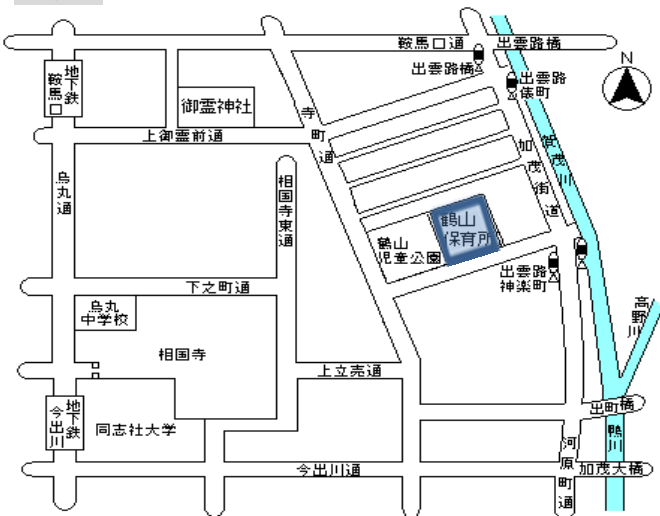 鞍馬口通
出雲路橋
出雲路橋
N
地下鉄
鞍馬口
出雲路
俵町
御霊神社
寺町通
上御霊前通
加茂街道
賀茂川
烏丸通
相国寺東通
鶴山
保育所
鶴山
児童公園
出雲路
神楽町
下之町通
烏丸
中学校
高野川
相国寺
上立売通
地下鉄
今出川
同志社大学
出町橋
鴨川
河原町通
今出川通
加茂大橋